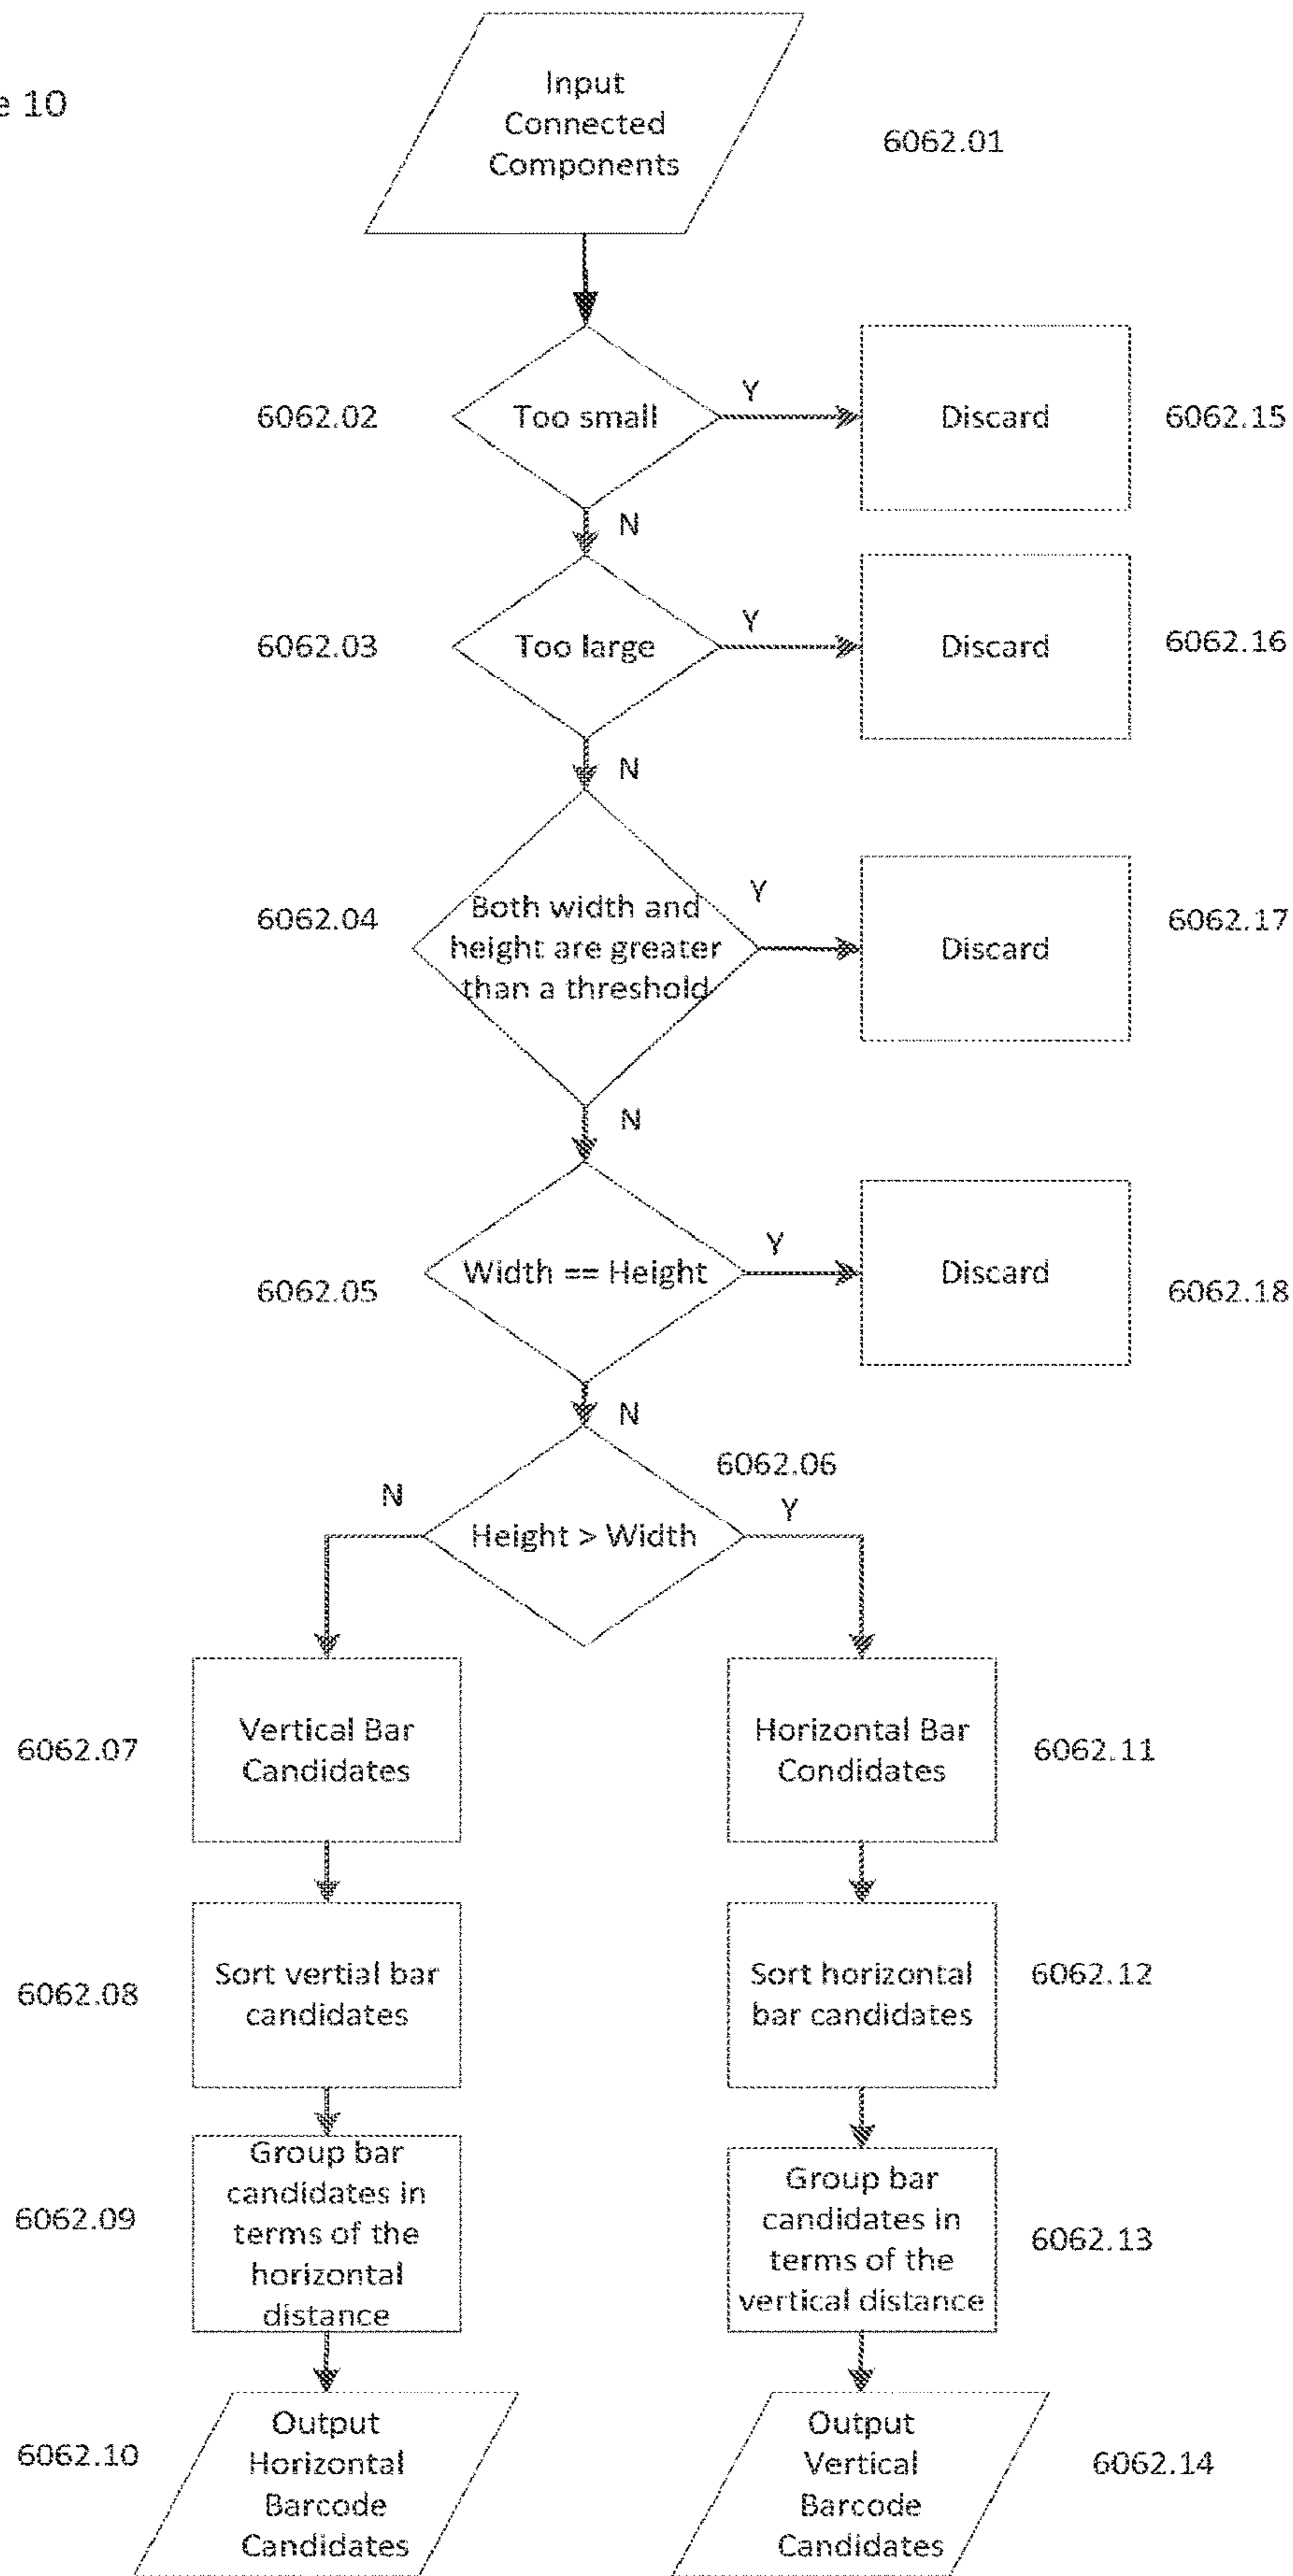 e 10
Input
Connected
Components
6062.01
6062.02
Too small
Y
Discard
6062.15
N
6062.03
Too large
Y
Discard
6062.16
N
6062.04
Both width and
height are greater
than a threshold
Y
Discard
6062.17
N
6062.05
Width == Height
Y
Discard
6062.18
N
6062.06
N
Height > Width
Y
6062.07
Vertical Bar
Candidates
Horizontal Bar
Condidates
6062.11
6062.08
Sort vertial bar
candidates
Sort horizontal
bar candidates
6062.12
6062.09
Group bar
candidates in
terms of the
horizontal
distance
Group bar
candidates in
terms of the
vertical distance
6062.13
6062.10
Output
Horizontal
Barcode
Candidates
Output
Vertical
Barcode
Candidates
6062.14